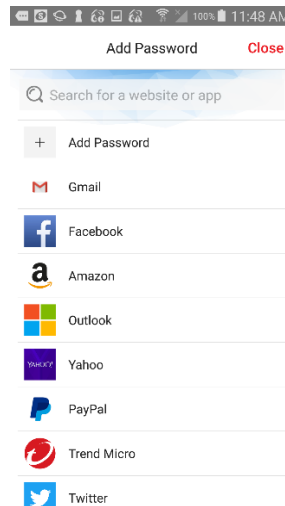 100% 11:48 AM
Add Password Close
Search for a website or app
+ Add Password
Gmail
Facebook
a Amazon
Outlook
YAHOO! Yahoo
PayPal
Trend Micro
Twitter